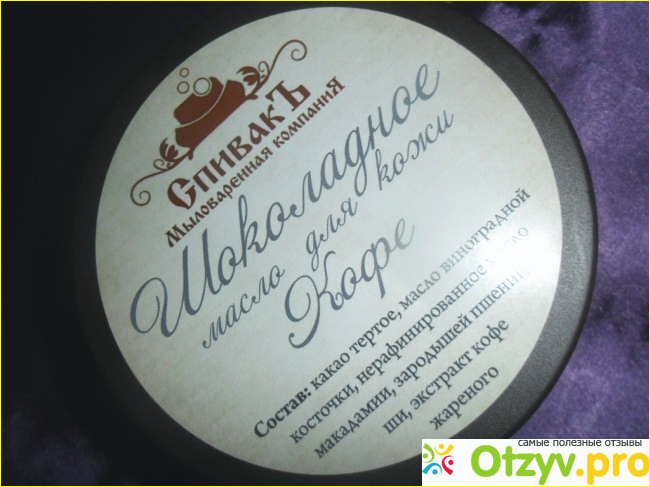 СпивакЪ
Мыловаренная компания
Шоколадное
масло для кожи
Кофе
Состав: какао тертое, масло виноградной
косточки, нерафинированное масло
макадамии, зародышей пшеницы,
ши, экстракт кофе
жареного
самые полезные отзывы
Otzyv.pro